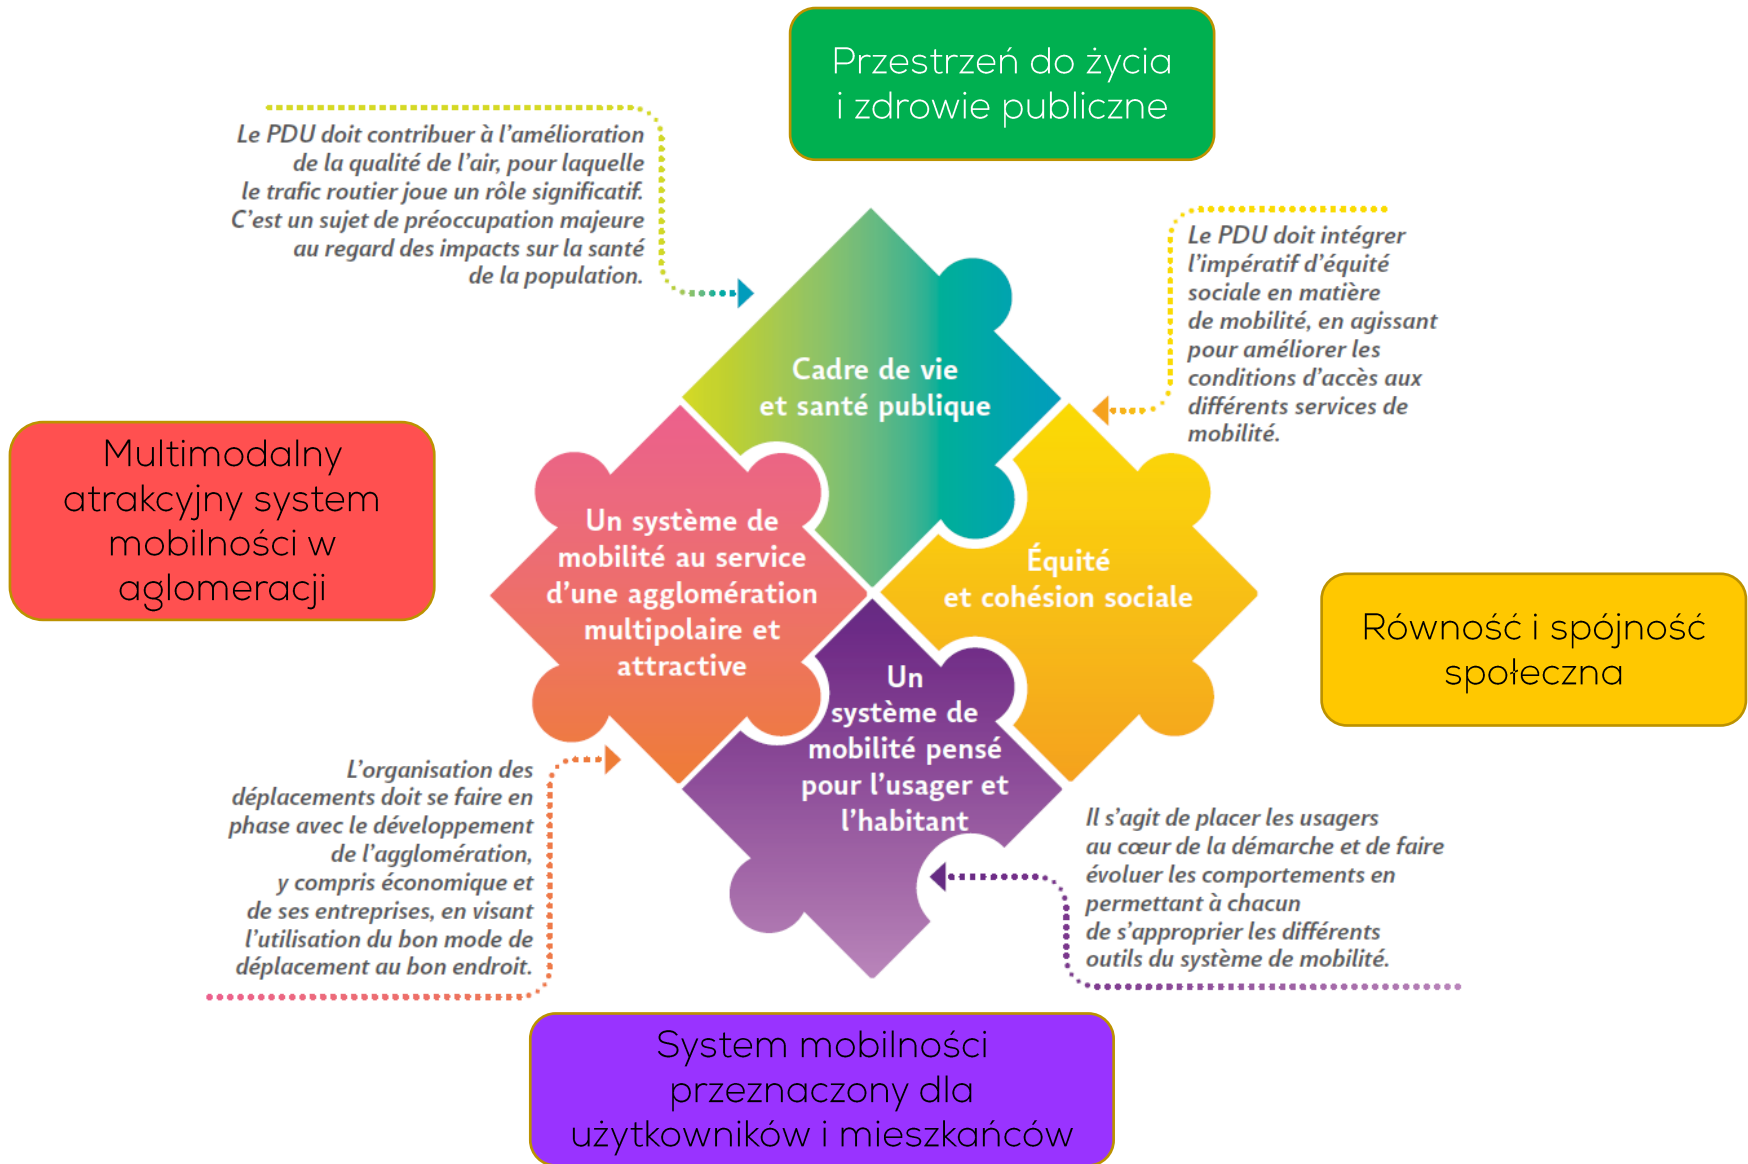 Przestrzeń do życia
i zdrowie publiczne
Le PDU doit contribuer à l’amélioration
de la qualité de l’air, pour laquelle
le trafic routier joue un rôle significatif.
C’est un sujet de préoccupation majeure
au regard des impacts sur la santé
de la population.
Le PDU doit intégrer
l’impératif d’équité
sociale en matière
de mobilité, en agissant
pour améliorer les
conditions d’accès aux
différents services de
mobilité.
Cadre de vie
et santé publique
Multimodalny
atrakcyjny system
mobilności w
aglomeracji
Un système de
mobilité au service
d’une agglomération
multipolaire et
attractive
Équité
et cohésion sociale
Równość i spójność
społeczna
Un
système de
mobilité pensé
pour l’usager et
l’habitant
L’organisation des
déplacements doit se faire en
phase avec le développement
de l’agglomération,
y compris économique et
de ses entreprises, en visant
l’utilisation du bon mode de
déplacement au bon endroit.
Il s’agit de placer les usagers
au cœur de la démarche et de faire
évoluer les comportements en
permettant à chacun
de s’approprier les différents
outils du système de mobilité.
System mobilności
przeznaczony dla
użytkowników i mieszkańców